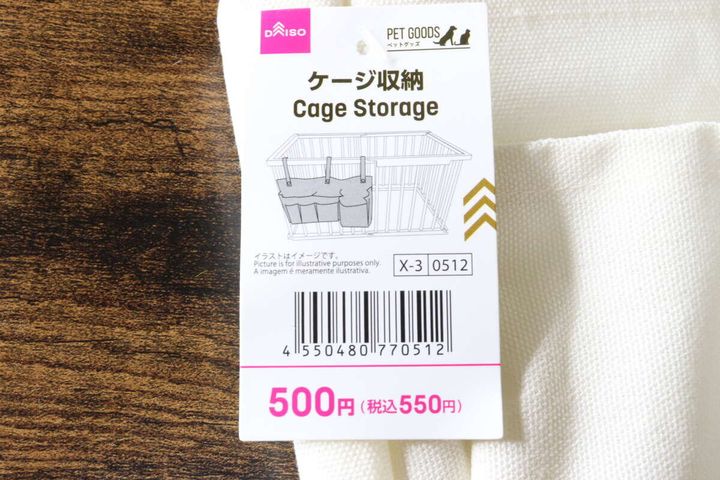 DAISO
PET GOODS
ペットグッズ
ケージ収納
Cage Storage
イラストはイメージです。
Picture is for illustrative purposes only.
A imagem é meramente ilustrativa.
X-3 0512
4 550480 770512
500円(税込550円)